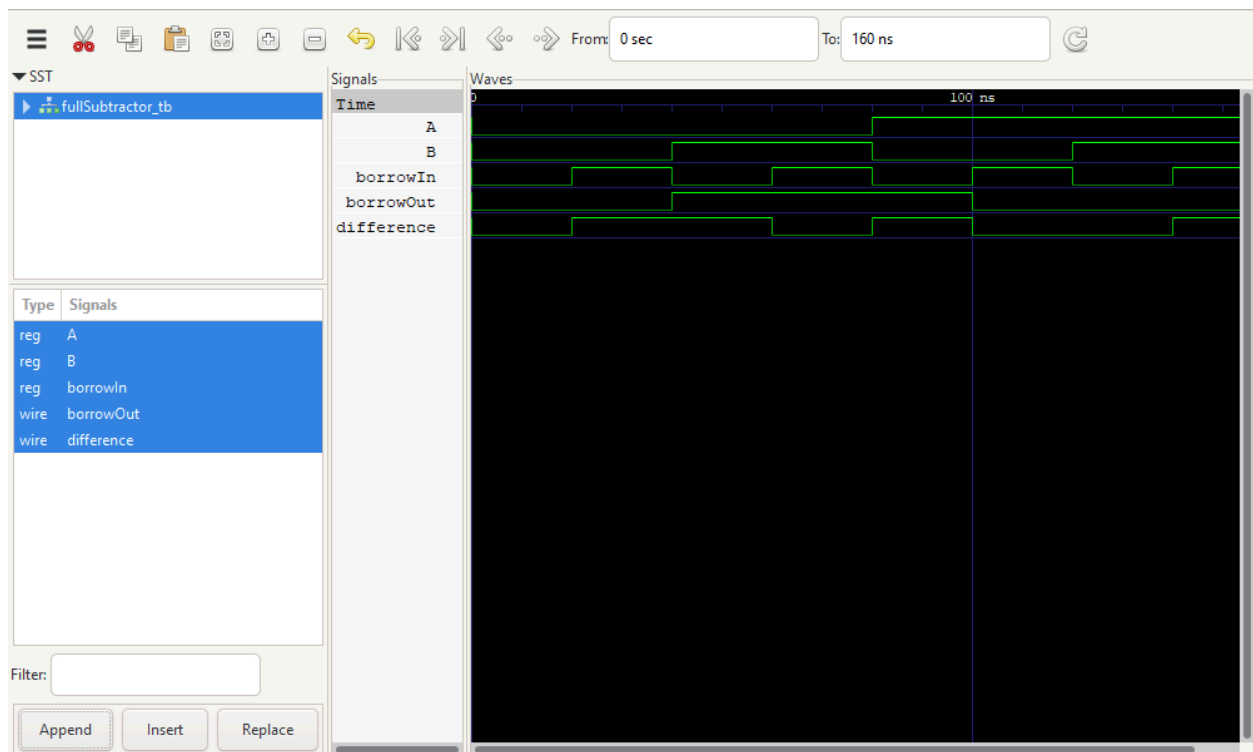 From: 0 sec To: 160 ns
SST
fullSubtractor_tb
Type Signals
reg A
reg B
reg borrowIn
wire borrowOut
wire difference
Filter:
Append Insert Replace
Signals
Time
A
B
borrowIn
borrowOut
difference
Waves
0 100 ns